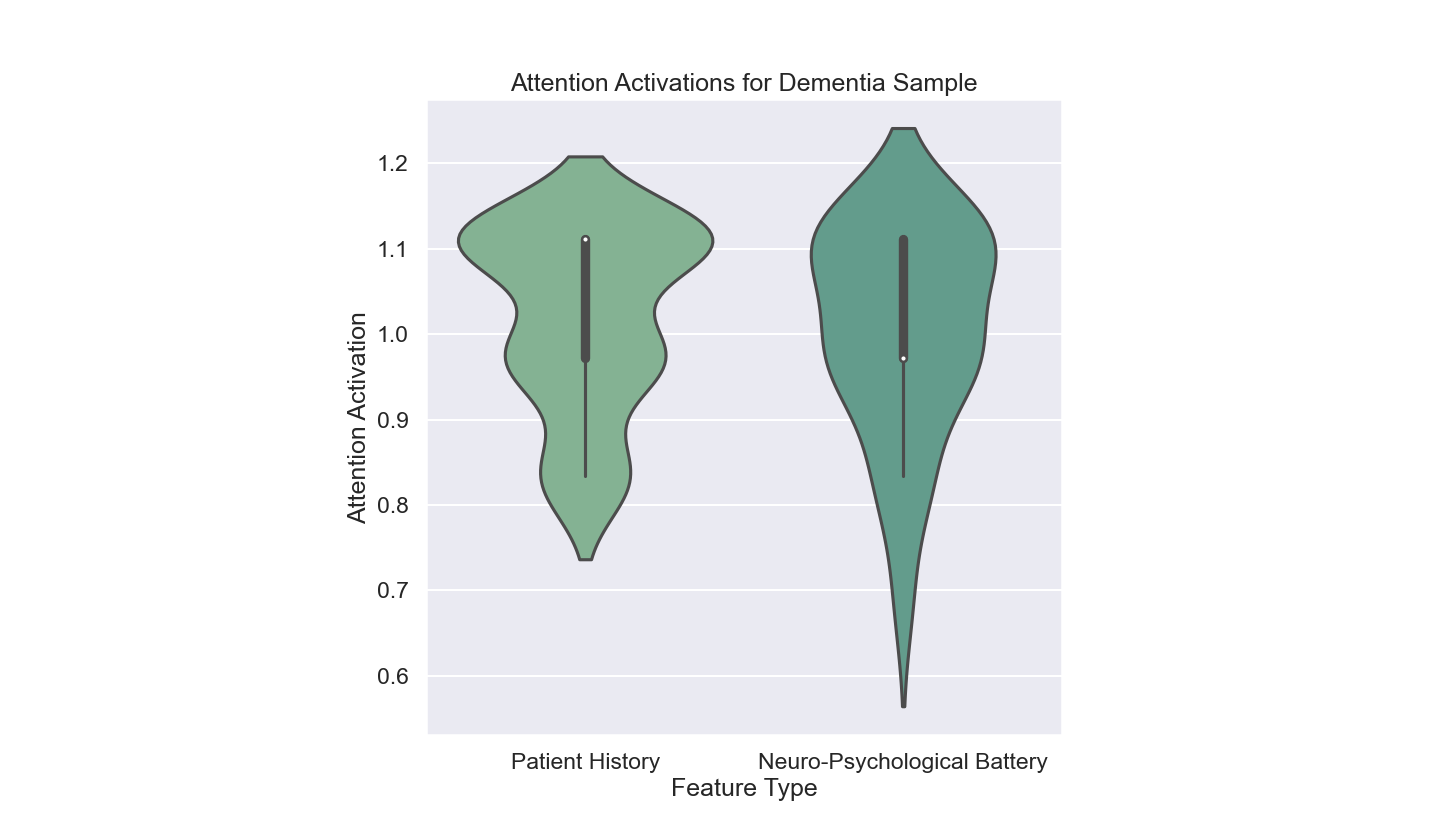 Attention Activations for Dementia Sample
1.2
1.1
1.0
0.9
0.8
0.7
0.6
Attention Activation
Patient History
Neuro-Psychological Battery
Feature Type